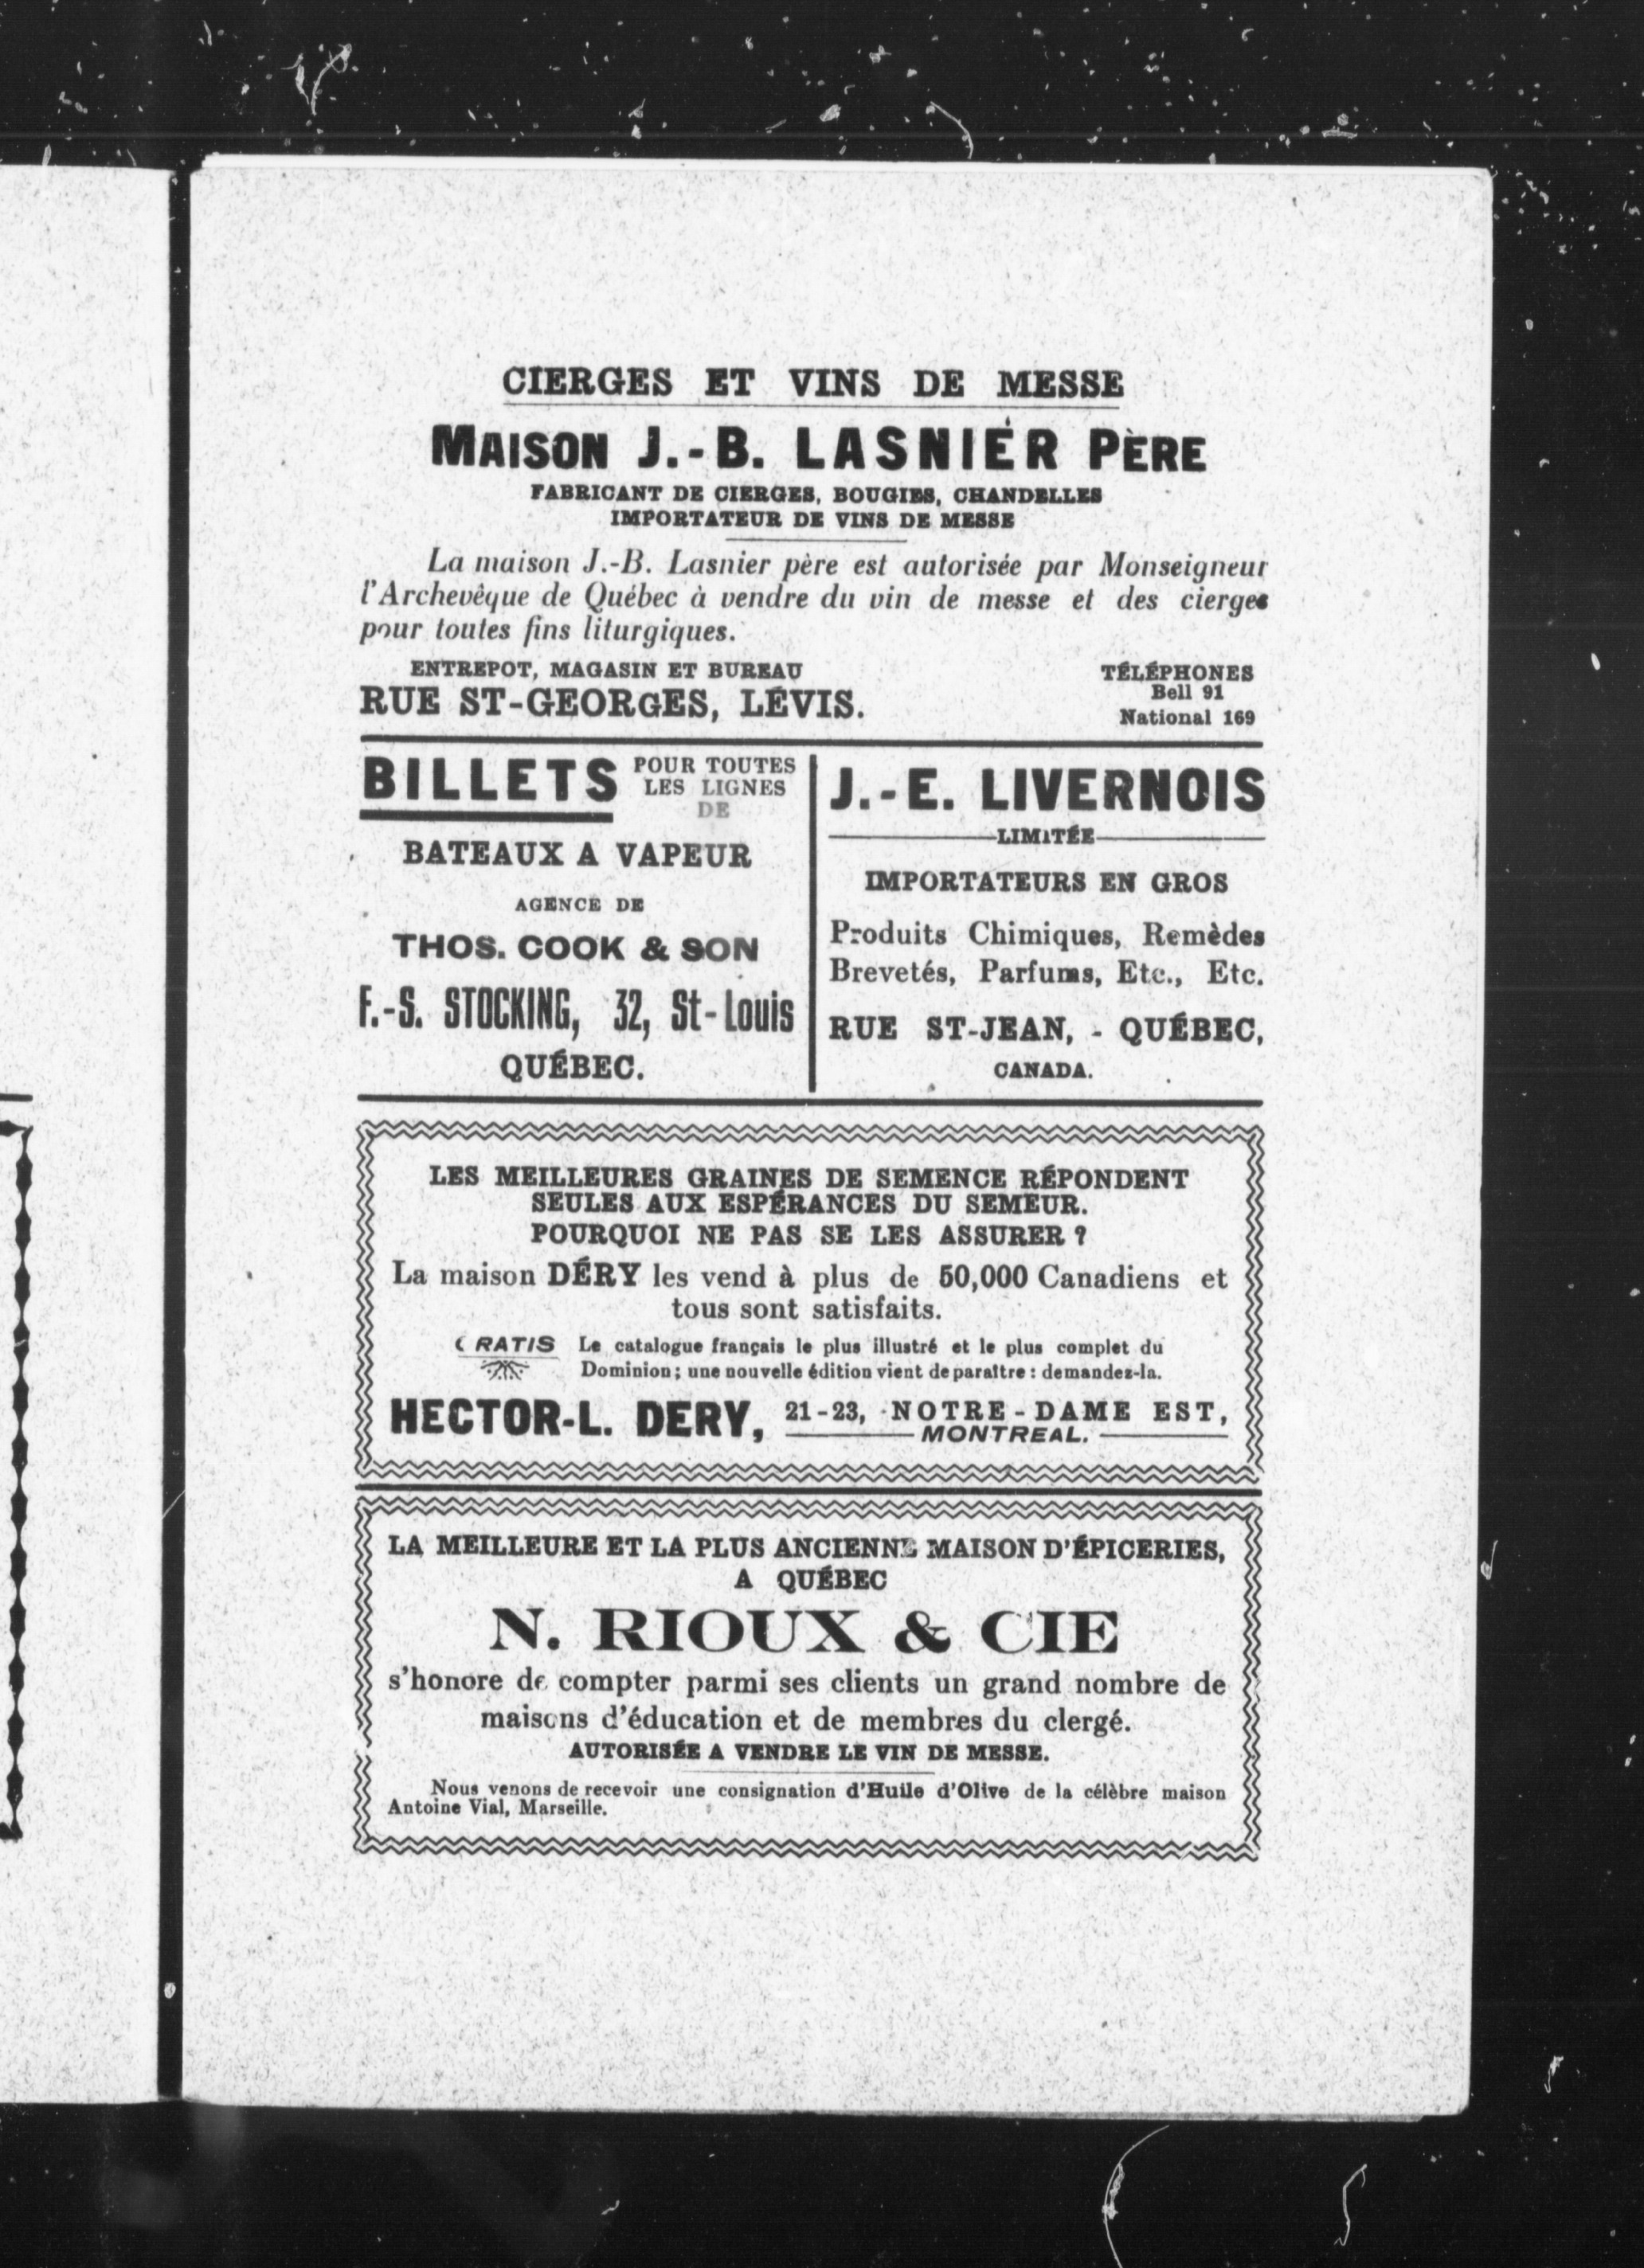 CIERGES ET VINS DE MESSE
MAISON J.-B. LASNIER PÈRE
FABRICANT DE CIERGES, BOUGIES, CHANDELLES
IMPORTATEUR DE VINS DE MESSE
La maison J.-B. Lasnier père est autorisée par Monseigneur
l'Archevêque de Québec à vendre du vin de messe et des cierges
pour toutes fins liturgiques.
ENTREPOT, MAGASIN ET BUREAU
RUE ST-GEORGES, LÉVIS.
TÉLÉPHONES
Bell 91
National 169
BILLETS POUR TOUTES
LES LIGNES
DE
BATEAUX A VAPEUR
AGENCE DE
THOS. COOK & SON
F.-S. STOCKING, 32, St-Louis
QUÉBEC.
J.-E. LIVERNOIS
LIMITÉE
IMPORTATEURS EN GROS
Produits Chimiques, Remèdes
Brevetés, Parfums, Etc., Etc.
RUE ST-JEAN, - QUÉBEC,
CANADA.
LES MEILLEURES GRAINES DE SEMENCE RÉPONDENT
SEULES AUX ESPÉRANCES DU SEMEUR.
POURQUOI NE PAS SE LES ASSURER ?
La maison DÉRY les vend à plus de 50,000 Canadiens et
tous sont satisfaits.
GRATIS Le catalogue français le plus illustré et le plus complet du
Dominion ; une nouvelle édition vient de paraître : demandez-la.
HECTOR-L. DERY, 21-23, NOTRE-DAME EST,
MONTREAL.
LA MEILLEURE ET LA PLUS ANCIENNE MAISON D'ÉPICERIES,
A QUÉBEC
N. RIOUX & CIE
s'honore de compter parmi ses clients un grand nombre de
maisons d'éducation et de membres du clergé.
AUTORISÉE A VENDRE LE VIN DE MESSE.
Nous venons de recevoir une consignation d'Huile d'Olive de la célèbre maison
Antoine Vial, Marseille.